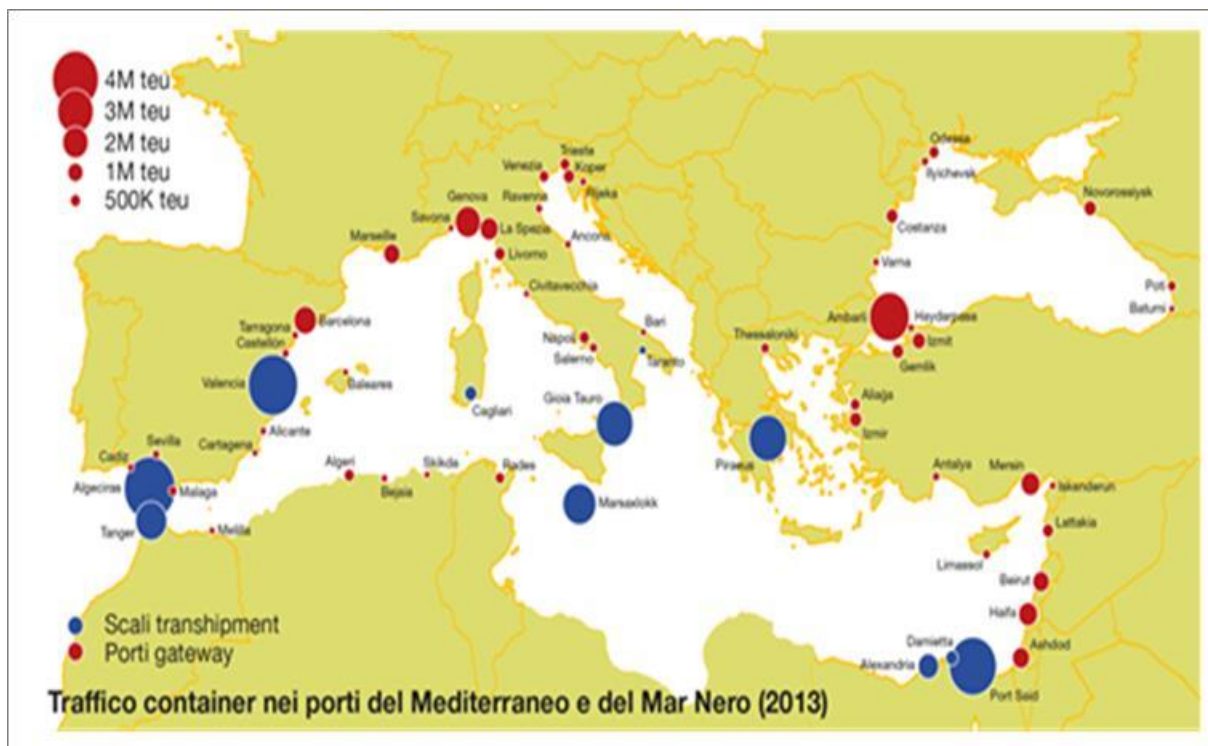 4M teu
3M teu
2M teu
1M teu
500K teu
Odessa
Ilyichevsk
Trieste
Venezia
Koper
Rijeka
Ravenna
Genova
Savona
La Spezia
Novorossiysk
Costanza
Marseille
Livorno
Ancona
Varna
Civitavecchia
Poti
Batumi
Barcelona
Tarragona
Castellón
Ambarli
Haydarpasa
Izmit
Gemlik
Bari
Napoli
Salerno
Taranto
Thessaloniki
Valencia
Baleares
Cagliari
Gioia Tauro
Aliağa
Izmir
Alicante
Cartagena
Sevilla
Cadiz
Piraeus
Algeri
Skikda
Rades
Bejaia
Antalya
Mersin
Iskenderun
Algeciras
Malaga
Marsaxlokk
Tanger
Melilla
Lattakia
Limassol
Beirut
Haifa
Damietta
Ashdod
Alexandria
Port Said
Scali transhipment
Porti gateway
Traffico container nei porti del Mediterraneo e del Mar Nero (2013)